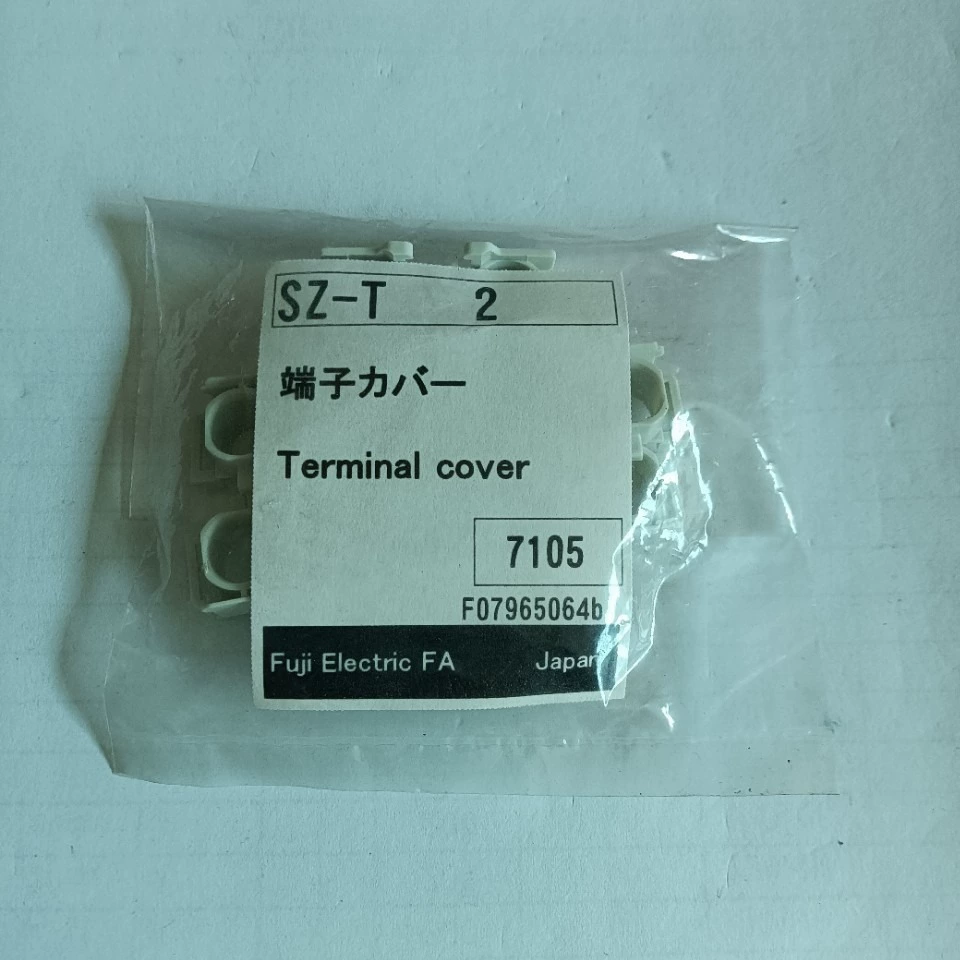 SZ-T 2
端子カバー
Terminal cover
7105
F07965064b
Fuji Electric FA Japan